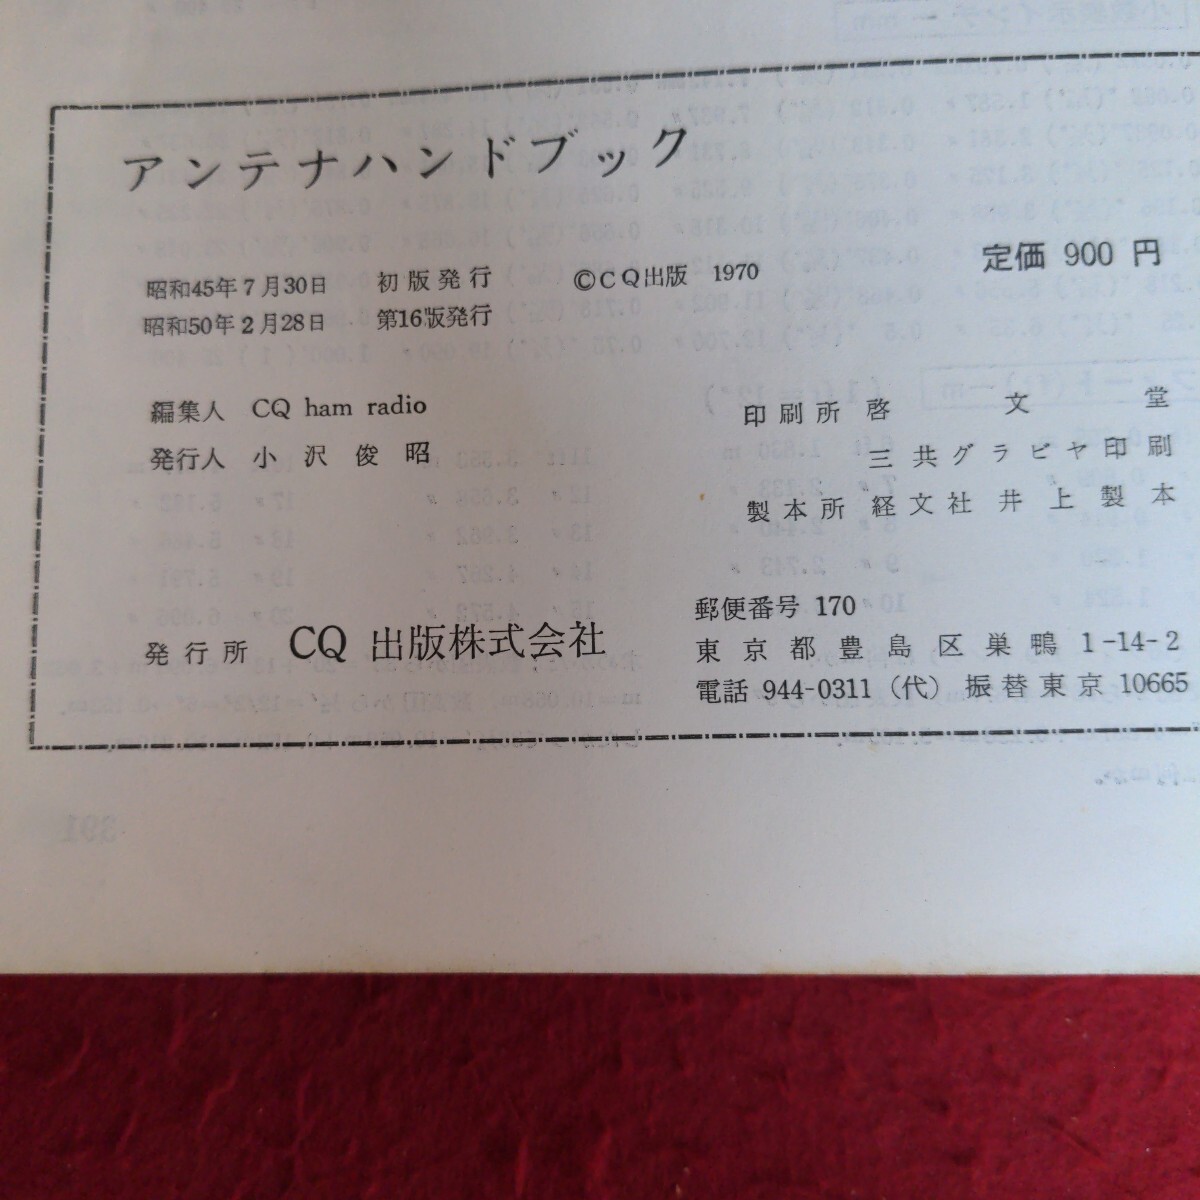 アンテナハンドブック
定価 900 円
昭和45年7月30日 初版発行 ©CQ出版 1970
昭和50年2月28日 第16版発行
編集人 CQ ham radio
発行人 小沢俊昭
印刷所 啓文堂
三共グラビヤ印刷
製本所 経文社井上製本
発行所 CQ 出版株式会社
郵便番号 170
東京都豊島区巣鴨 1-14-2
電話 944-0311（代） 振替東京 10665